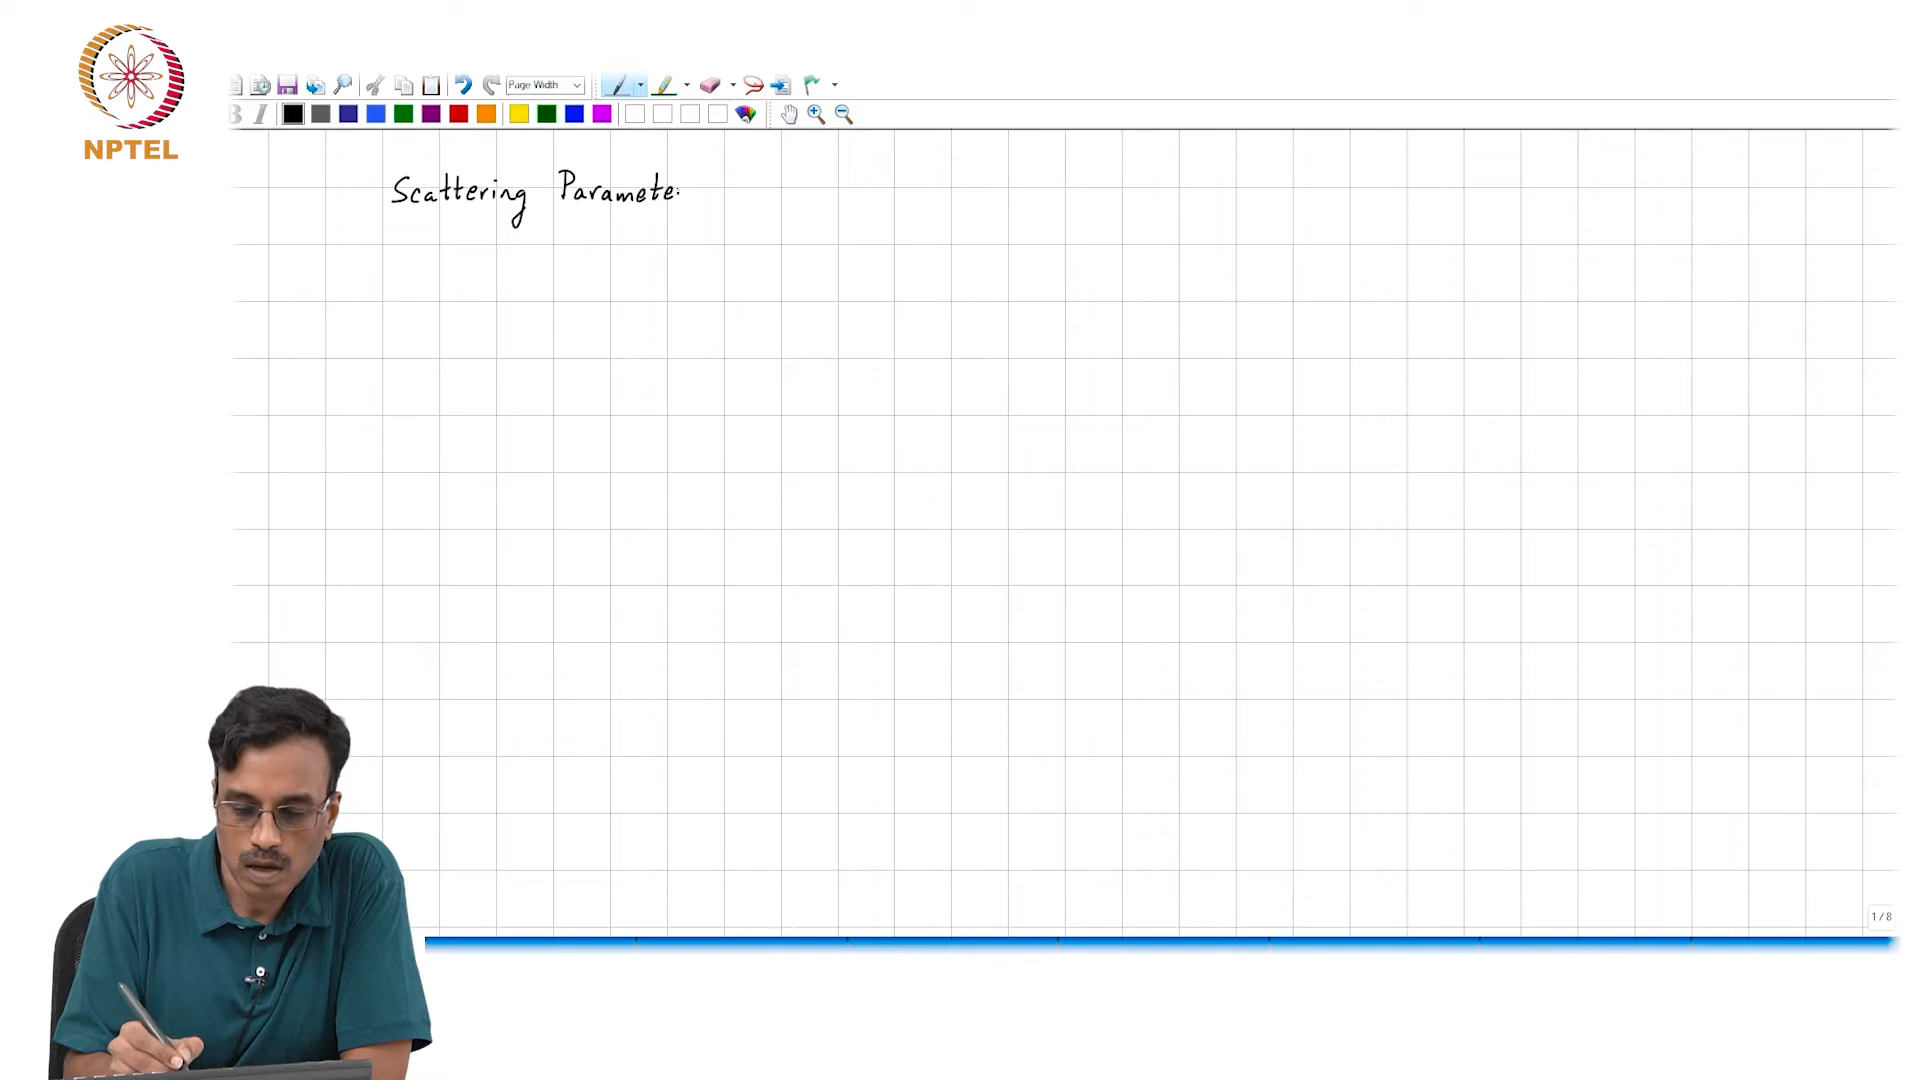 NPTEL
Page Width
B I
Scattering Paramete
1 / 8